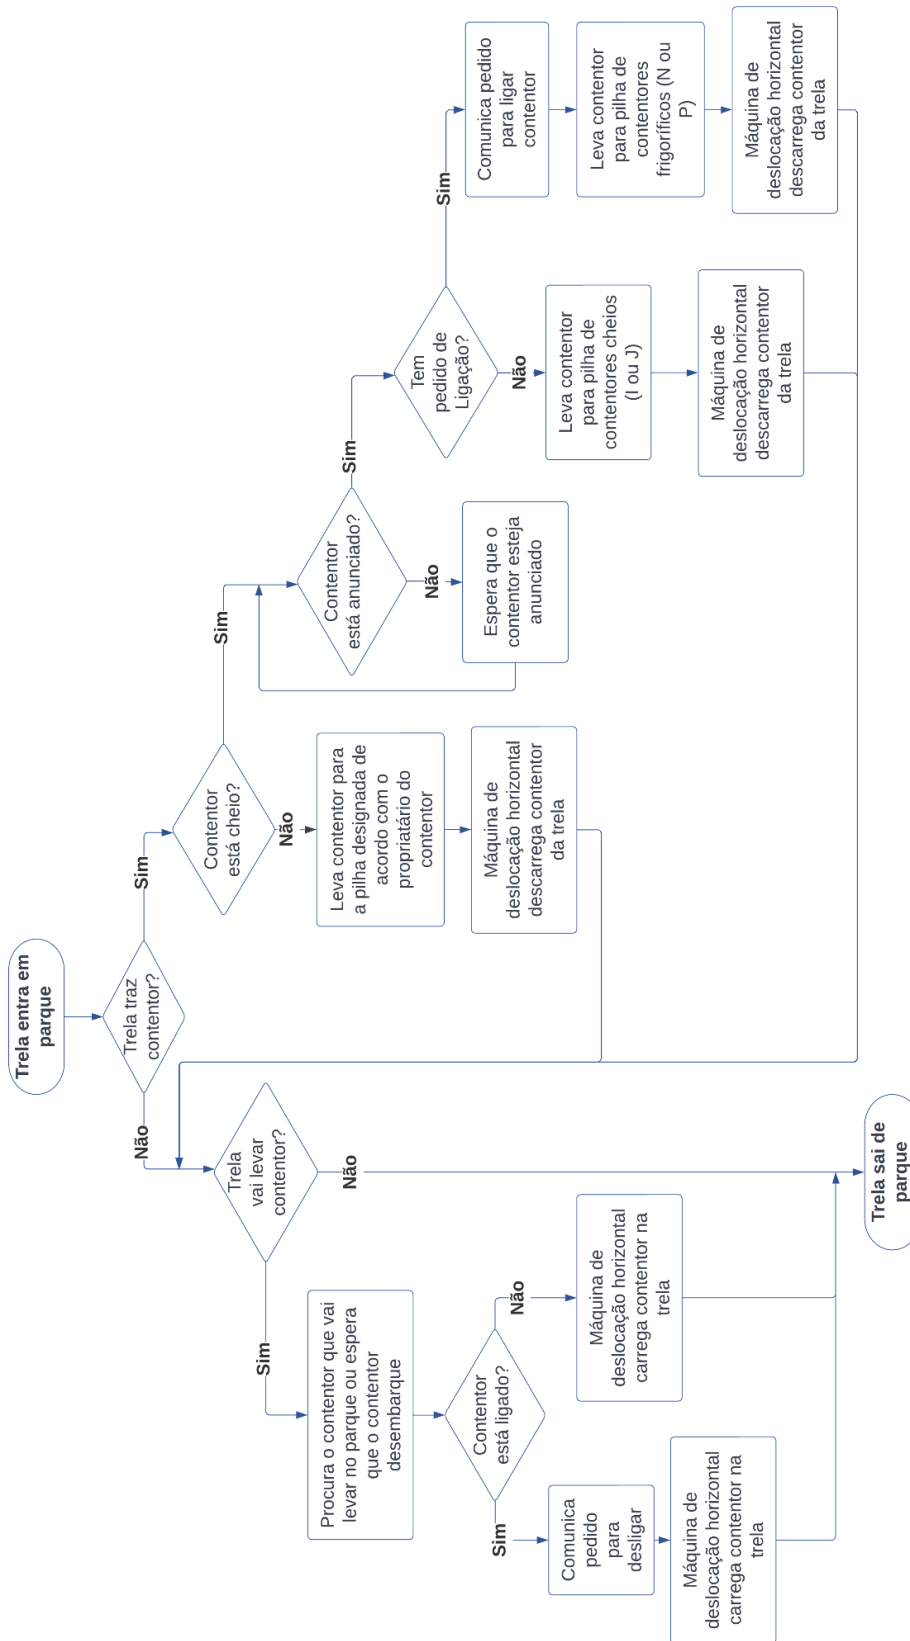 Trela entra em
parque
Trela traz
contentor?
Não
Sim
Trela
vai levar
contentor?
Sim
Não
Procura o contentor que vai
levar no parque ou espera
que o contentor
desembarque
Contentor
está ligado?
Sim
Não
Comunica
pedido
para
desligar
Máquina de
deslocação horizontal
carrega contentor na
trela
Máquina de
deslocação horizontal
carrega contentor na
trela
Trela sai de
parque
Contentor
está cheio?
Não
Sim
Leva contentor para
a pilha designada de
acordo com o
propriatário do
contentor
Máquina de
deslocação horizontal
descarrega contentor
da trela
Contentor
está anunciado?
Não
Sim
Espera que o
contentor esteja
anunciado
Tem
pedido de
Ligação?
Não
Sim
Leva contentor
para pilha de
contentores cheios
(I ou J)
Máquina de
deslocação horizontal
descarrega contentor
da trela
Comunica pedido
para ligar
contentor
Leva contentor
para pilha de
contentores
frigoríficos (N ou
P)
Máquina de
deslocação horizontal
descarrega contentor
da trela